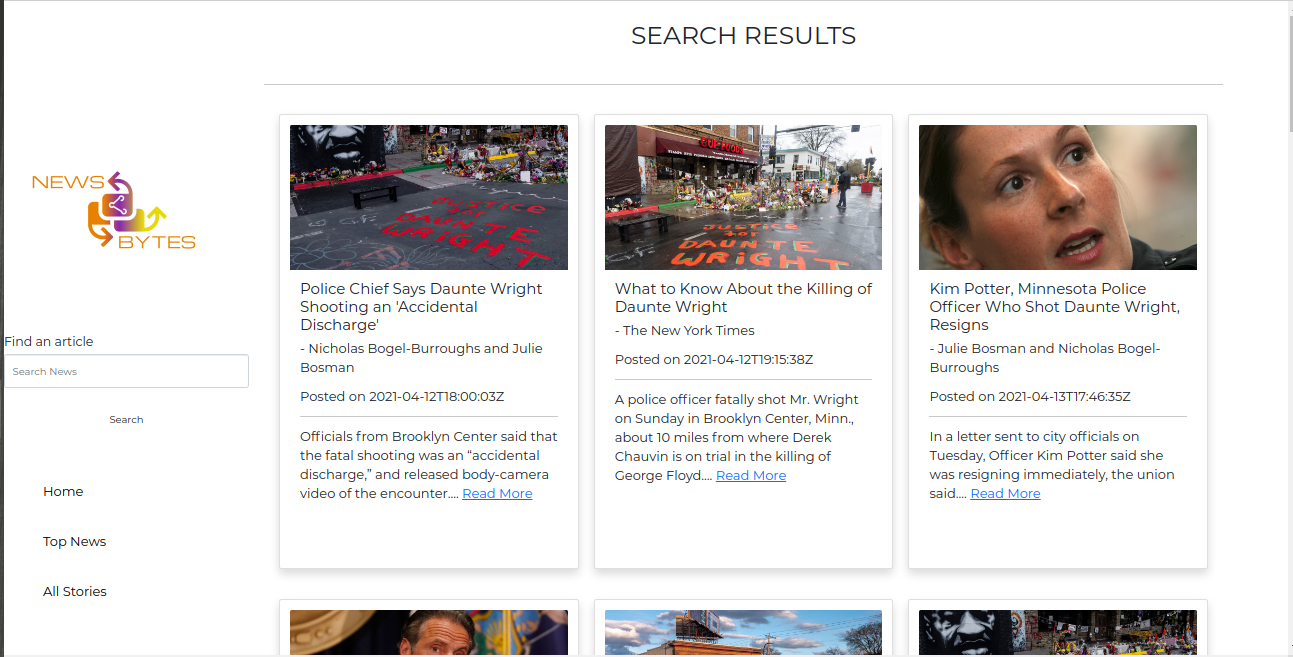 SEARCH RESULTS
NEWS
BYTES
Find an article
Search News
Search
Home
Top News
All Stories
JUSTICE
for
DAUNTE
WRIGHT
Police Chief Says Daunte Wright
Shooting an 'Accidental
Discharge'
- Nicholas Bogel-Burroughs and Julie
Bosman
Posted on 2021-04-12T18:00:03Z
Officials from Brooklyn Center said that
the fatal shooting was an “accidental
discharge,” and released body-camera
video of the encounter.... Read More
CUP FOODS
JUSTICE
for
DAUNTE
WRIGHT
What to Know About the Killing of
Daunte Wright
- The New York Times
Posted on 2021-04-12T19:15:38Z
A police officer fatally shot Mr. Wright
on Sunday in Brooklyn Center, Minn.,
about 10 miles from where Derek
Chauvin is on trial in the killing of
George Floyd.... Read More
Kim Potter, Minnesota Police
Officer Who Shot Daunte Wright,
Resigns
- Julie Bosman and Nicholas Bogel-
Burroughs
Posted on 2021-04-13T17:46:35Z
In a letter sent to city officials on
Tuesday, Officer Kim Potter said she
was resigning immediately, the union
said.... Read More